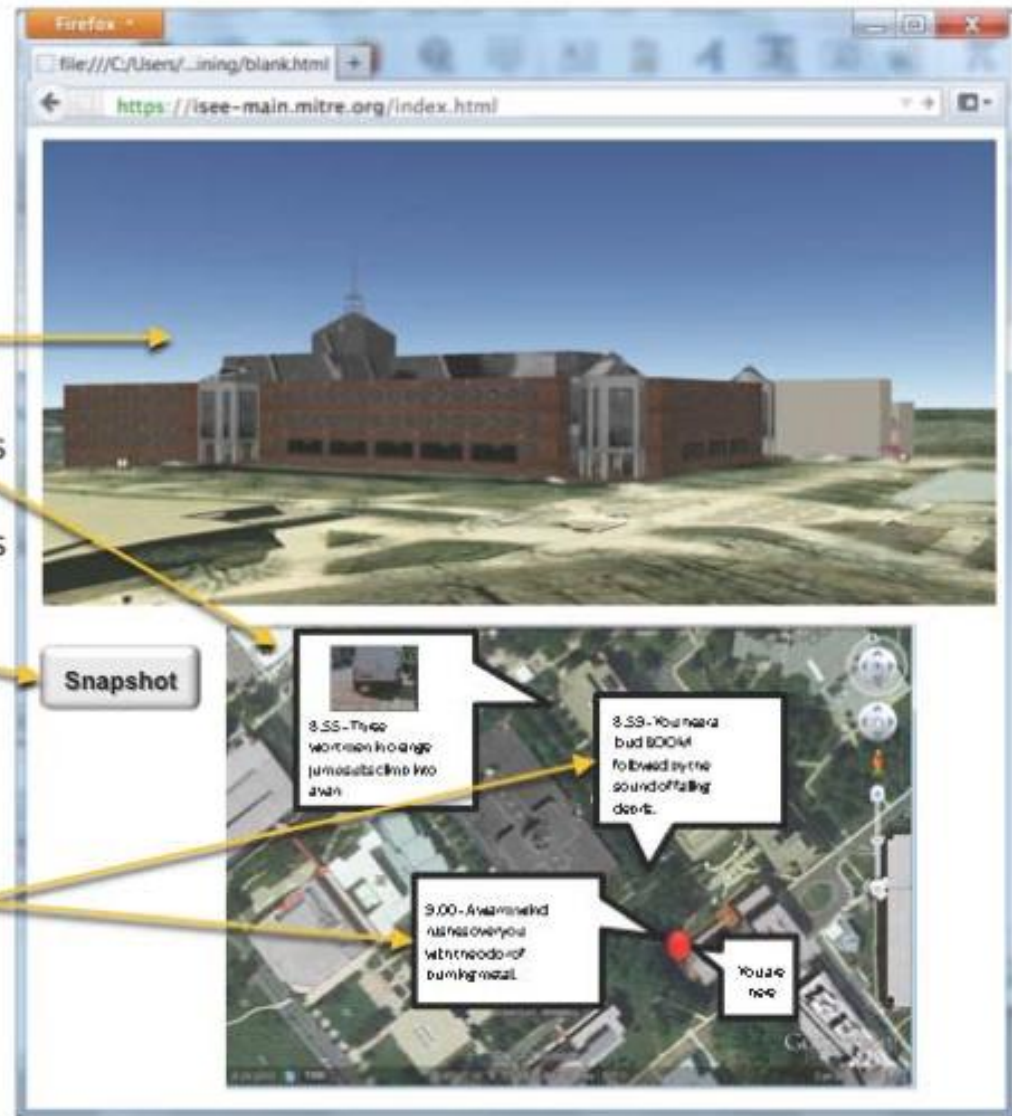 Firefox
file:///C:/Users/...ining/blank.html +
https://isee-main.mitre.org/index.html
S
S
Snapshot
8:55 - Three
workmen in orange
jumpsuits climb into
a van
8:59 - You hear a
loud BOOM
followed by the
sound of falling
debris.
9:00 - A warm wind
rushes over you
with the odor of
burning metal.
You are
here